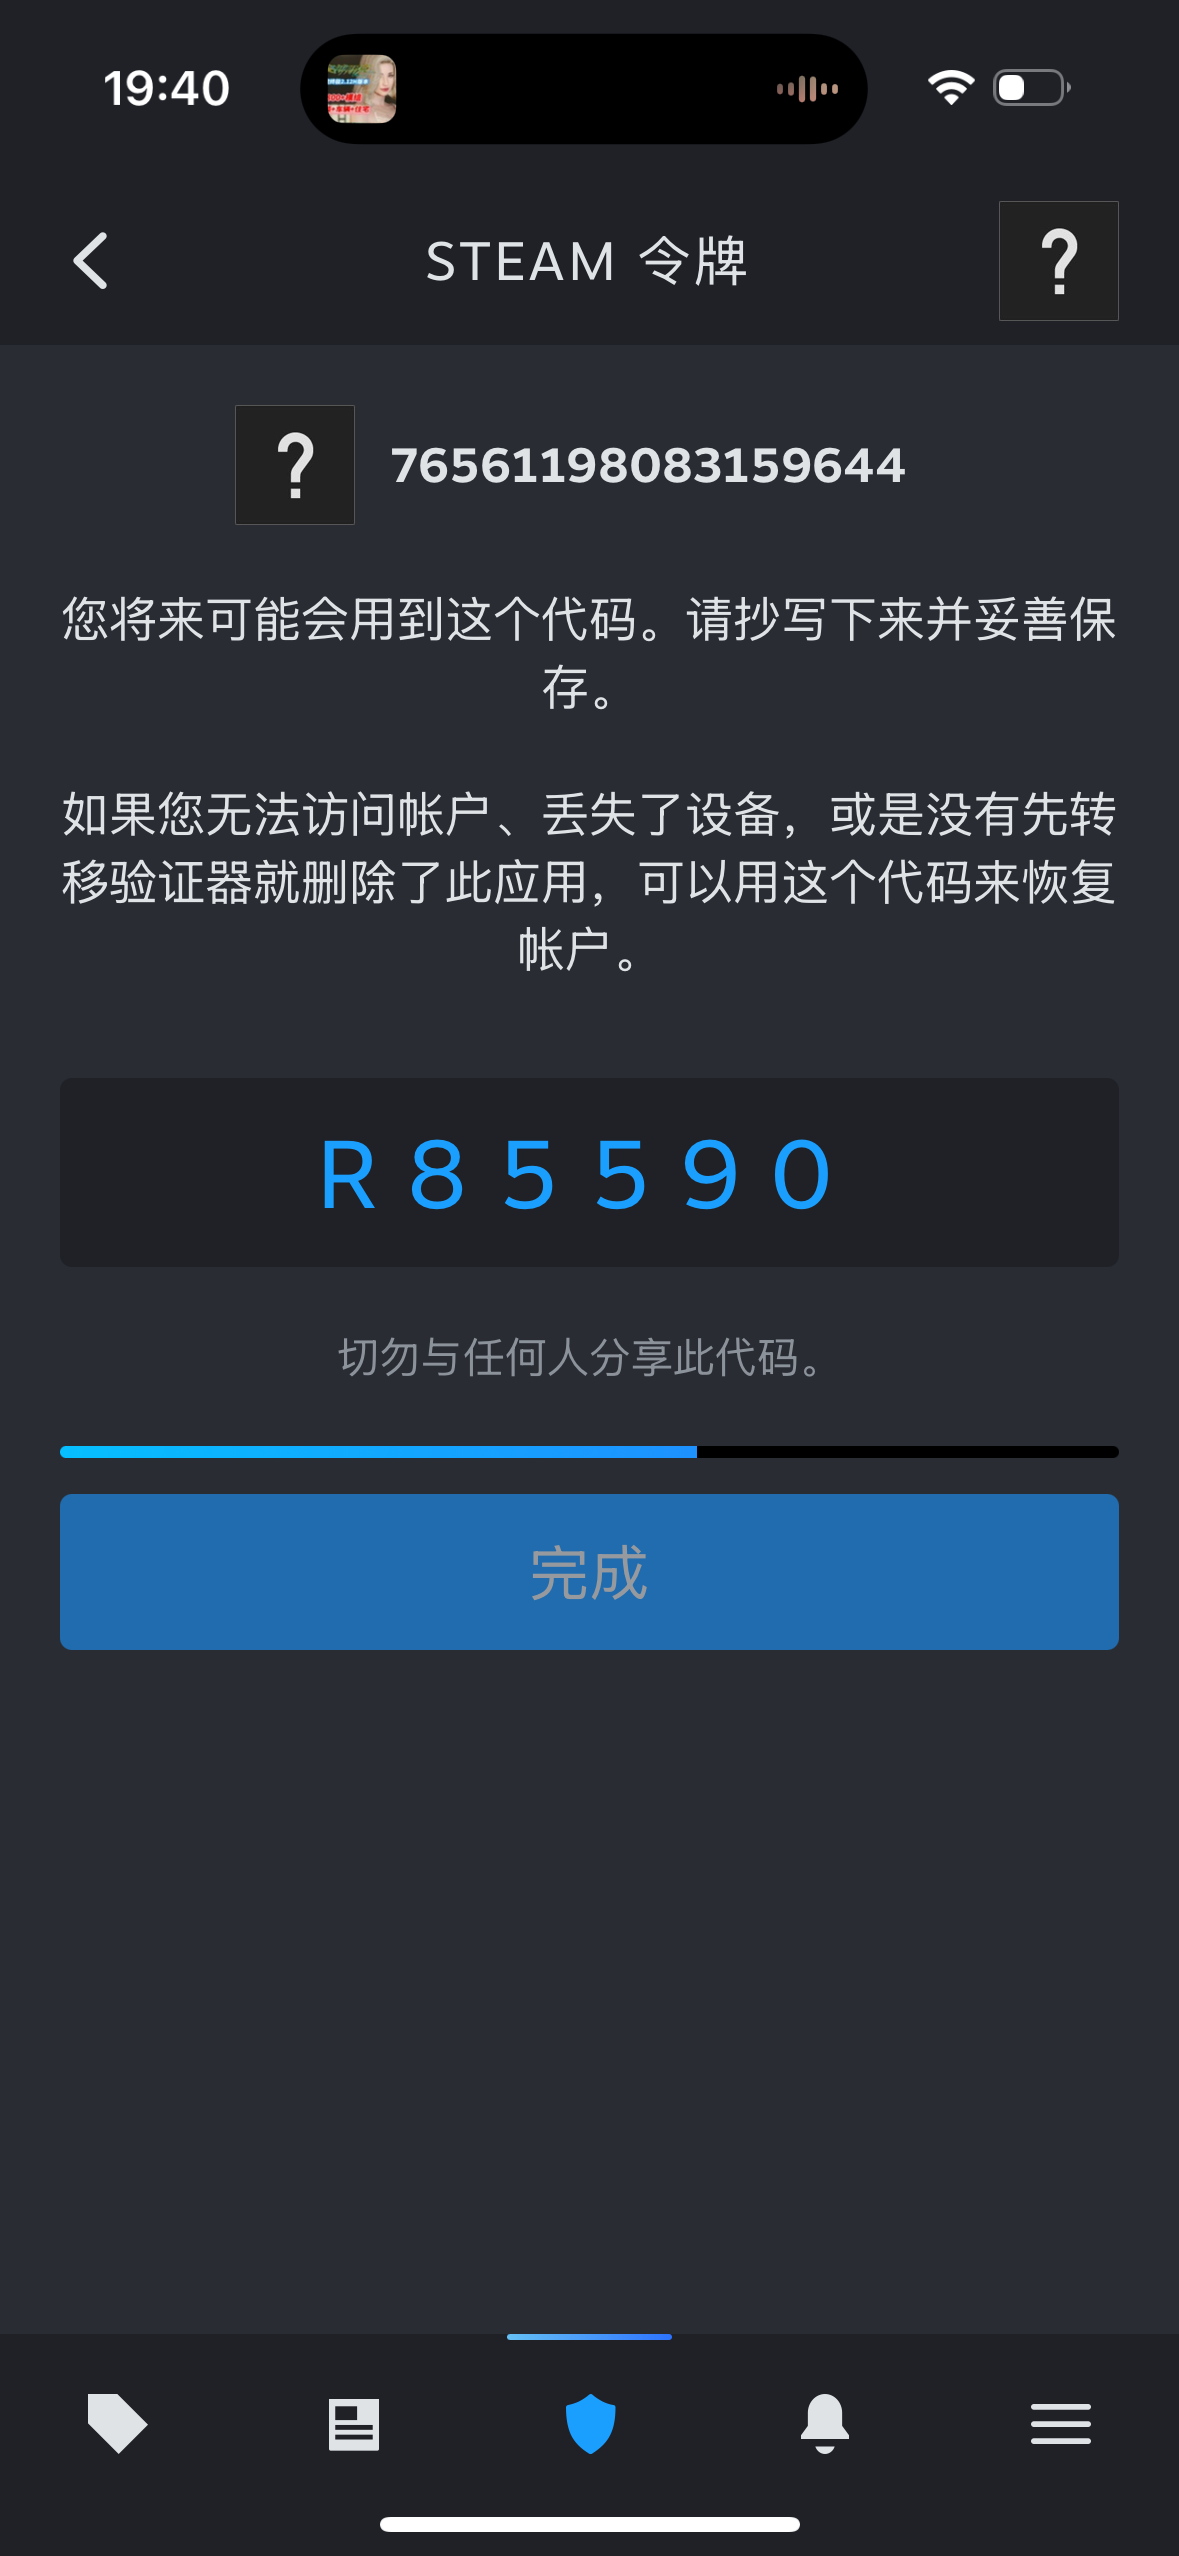 19:40
STEAM 令牌
?
?
76561198083159644
您将来可能会用到这个代码。请抄写下来并妥善保
存。
如果您无法访问帐户、丢失了设备，或是没有先转
移验证器就删除了此应用，可以用这个代码来恢复
帐户。
R85590
切勿与任何人分享此代码。
完成